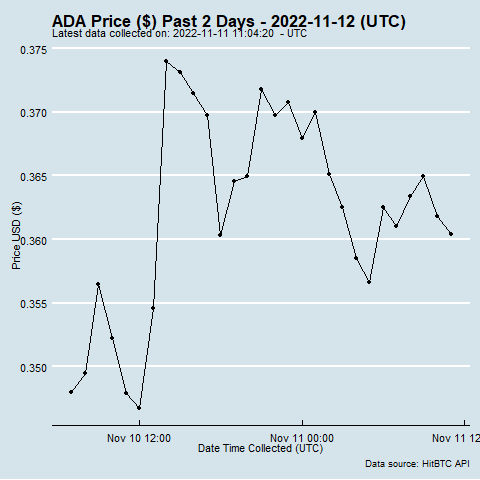 ADA Price ($) Past 2 Days - 2022-11-12 (UTC)
Latest data collected on: 2022-11-11 11:04:20  - UTC
0.375
0.370
0.365
0.360
0.355
0.350
Price USD ($)
Nov 10 12:00
Nov 11 00:00
Nov 11 12
Date Time Collected (UTC)
Data source: HitBTC API